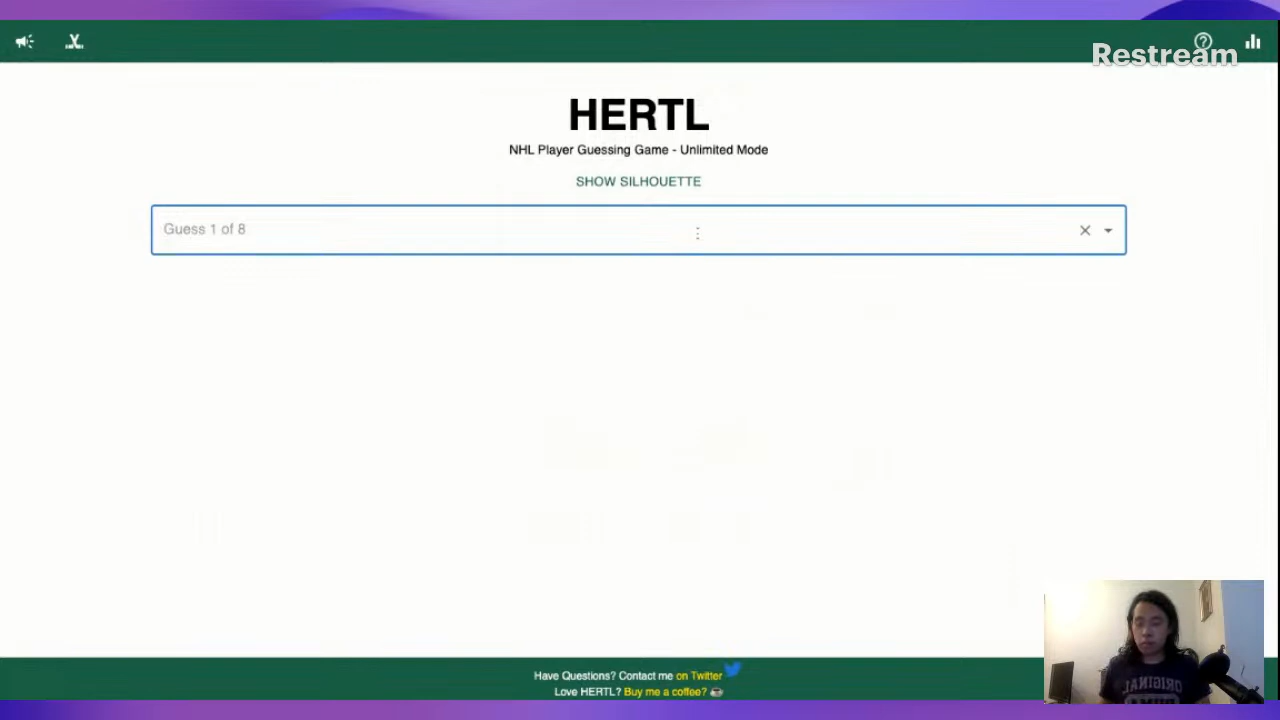 Restream
HERTL
NHL Player Guessing Game - Unlimited Mode
SHOW SILHOUETTE
Guess 1 of 8
ORIGINAL
Have Questions? Contact me on Twitter
Love HERTL? Buy me a coffee?